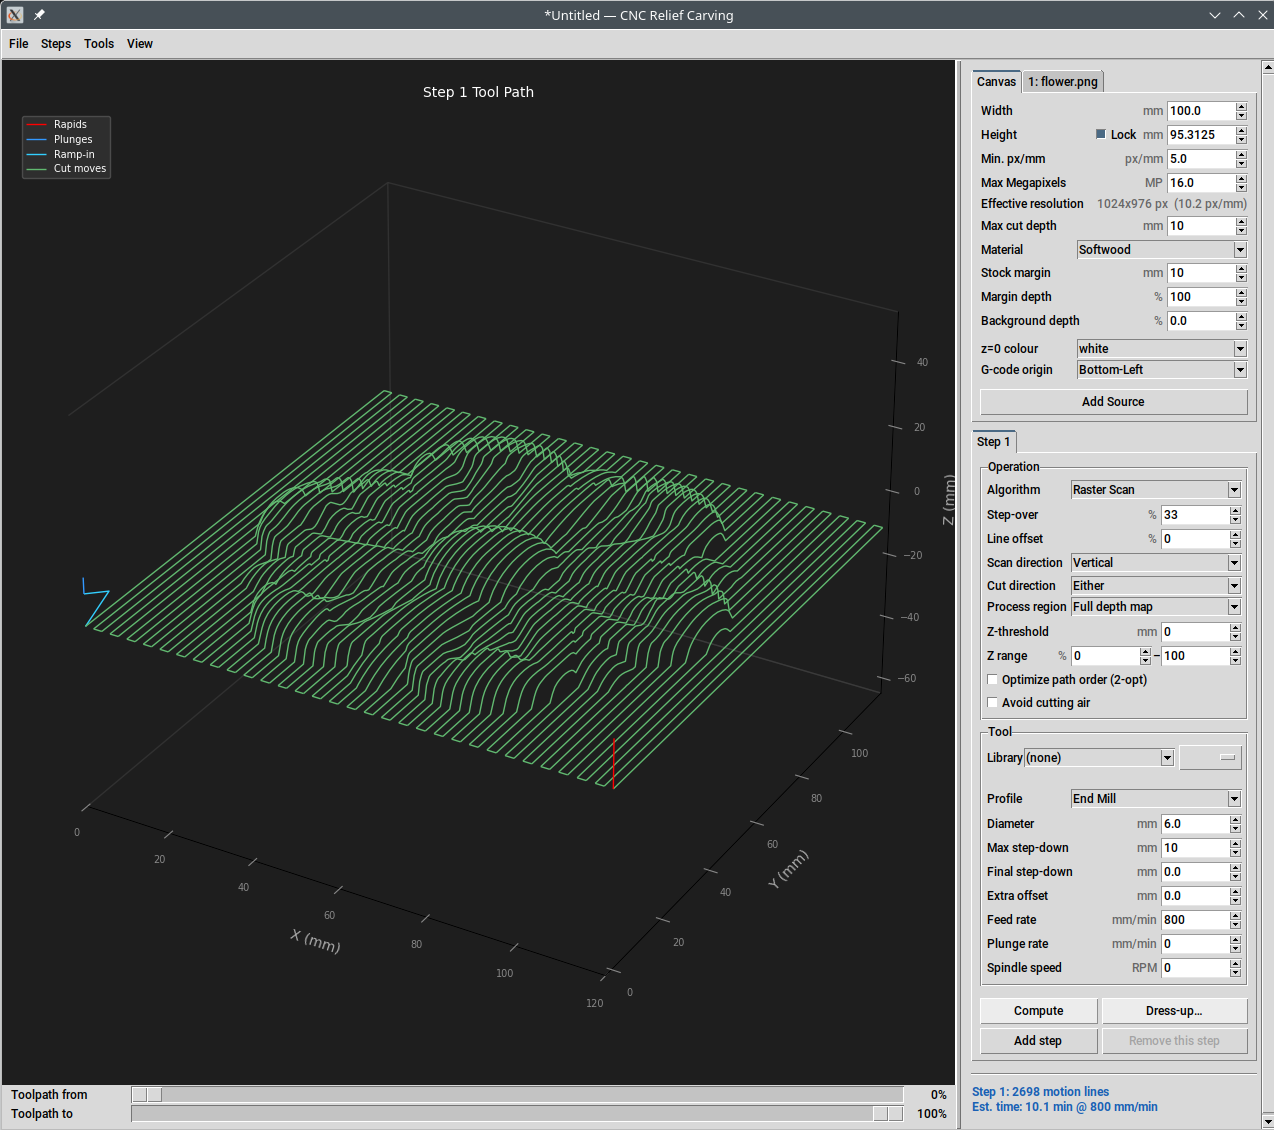 *Untitled — CNC Relief Carving
File Steps Tools View
Step 1 Tool Path
Rapids
Plunges
Ramp-in
Cut moves
40
20
0
−20
−40
−60
Z (mm)
100
80
60
40
20
0
Y (mm)
0
20
40
60
80
100
120
X (mm)
Toolpath from 0%
Toolpath to 100%
Canvas 1: flower.png
Width mm 100.0
Height Lock mm 95.3125
Min. px/mm px/mm 5.0
Max Megapixels MP 16.0
Effective resolution 1024x976 px (10.2 px/mm)
Max cut depth mm 10
Material Softwood
Stock margin mm 10
Margin depth % 100
Background depth % 0.0
z=0 colour white
G-code origin Bottom-Left
Add Source
Step 1
Operation
Algorithm Raster Scan
Step-over % 33
Line offset % 0
Scan direction Vertical
Cut direction Either
Process region Full depth map
Z-threshold mm 0
Z range % 0 – 100
Optimize path order (2-opt)
Avoid cutting air
Tool
Library (none)
Profile End Mill
Diameter mm 6.0
Max step-down mm 10
Final step-down mm 0.0
Extra offset mm 0.0
Feed rate mm/min 800
Plunge rate mm/min 0
Spindle speed RPM 0
Compute Dress-up...
Add step Remove this step
Step 1: 2698 motion lines
Est. time: 10.1 min @ 800 mm/min